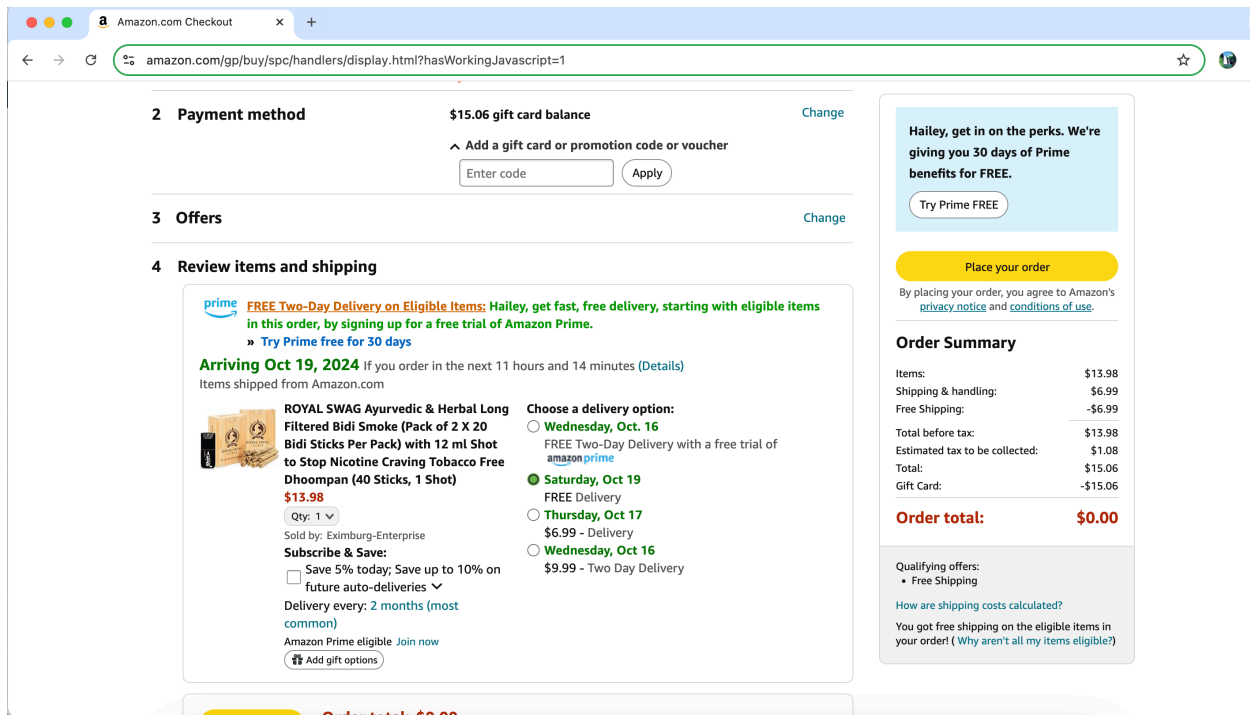 Amazon.com Checkout
amazon.com/gp/buy/spc/handlers/display.html?hasWorkingJavascript=1
2 Payment method
$15.06 gift card balance
Change
Add a gift card or promotion code or voucher
Enter code
Apply
3 Offers
Change
4 Review items and shipping
prime
FREE Two-Day Delivery on Eligible Items: Hailey, get fast, free delivery, starting with eligible items
in this order, by signing up for a free trial of Amazon Prime.
» Try Prime free for 30 days
Arriving Oct 19, 2024 If you order in the next 11 hours and 14 minutes (Details)
Items shipped from Amazon.com
ROYAL SWAG Ayurvedic & Herbal Long
Filtered Bidi Smoke (Pack of 2 X 20
Bidi Sticks Per Pack) with 12 ml Shot
to Stop Nicotine Craving Tobacco Free
Dhoompan (40 Sticks, 1 Shot)
$13.98
Qty: 1
Sold by: Eximburg-Enterprise
Subscribe & Save:
Save 5% today; Save up to 10% on
future auto-deliveries
Delivery every: 2 months (most
common)
Amazon Prime eligible Join now
Add gift options
Choose a delivery option:
Wednesday, Oct. 16
FREE Two-Day Delivery with a free trial of
amazon prime
Saturday, Oct 19
FREE Delivery
Thursday, Oct 17
$6.99 - Delivery
Wednesday, Oct 16
$9.99 - Two Day Delivery
Order total: $0.00
Hailey, get in on the perks. We're
giving you 30 days of Prime
benefits for FREE.
Try Prime FREE
Place your order
By placing your order, you agree to Amazon's
privacy notice and conditions of use.
Order Summary
Items: $13.98
Shipping & handling: $6.99
Free Shipping: -$6.99
Total before tax: $13.98
Estimated tax to be collected: $1.08
Total: $15.06
Gift Card: -$15.06
Order total: $0.00
Qualifying offers:
• Free Shipping
How are shipping costs calculated?
You got free shipping on the eligible items in
your order! ( Why aren't all my items eligible?)